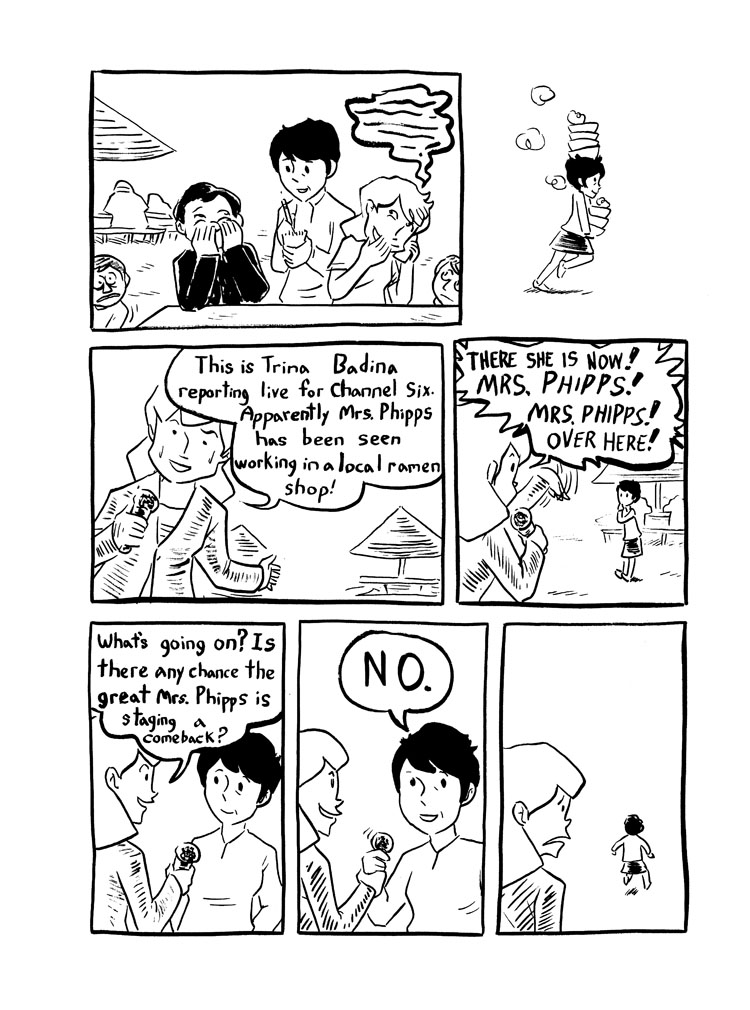 This is Trina Badina
reporting live for Channel Six.
Apparently Mrs. Phipps
has been seen
working in a local ramen
shop!
THERE SHE IS NOW!
MRS. PHIPPS!
MRS. PHIPPS!
OVER HERE!
What's going on? Is
there any chance the
great Mrs. Phipps is
staging a
comeback?
NO.